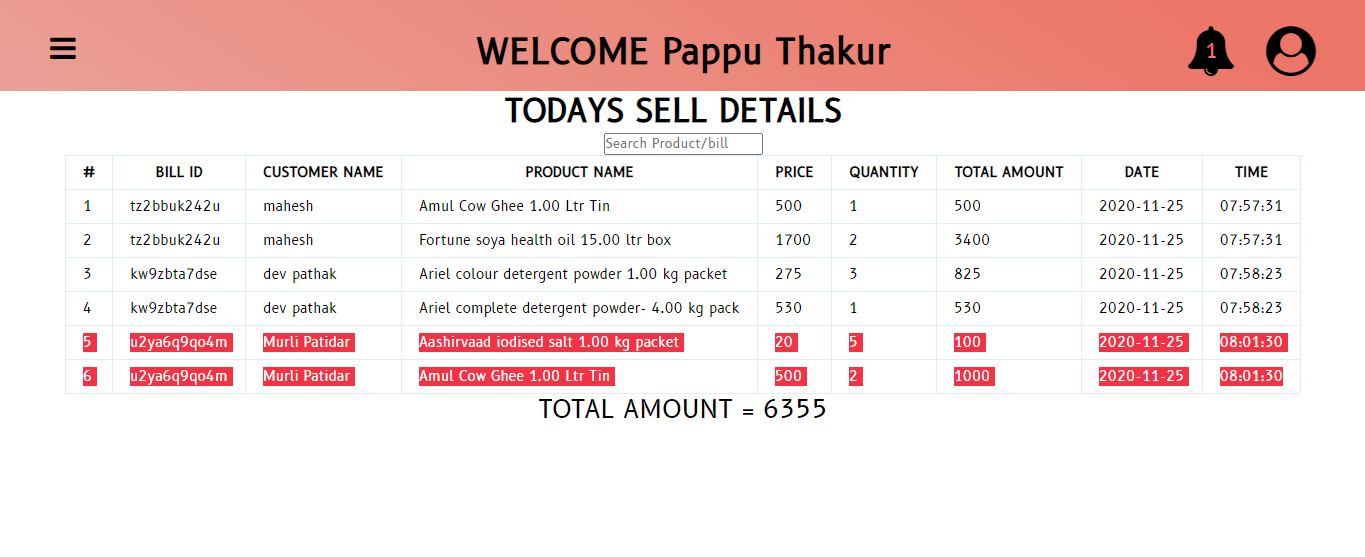 WELCOME Pappu Thakur
1
TODAYS SELL DETAILS
Search Product/bill
# BILL ID CUSTOMER NAME PRODUCT NAME PRICE QUANTITY TOTAL AMOUNT DATE TIME
1 tz2bbuk242u mahesh Amul Cow Ghee 1.00 Ltr Tin 500 1 500 2020-11-25 07:57:31
2 tz2bbuk242u mahesh Fortune soya health oil 15.00 ltr box 1700 2 3400 2020-11-25 07:57:31
3 kw9zbta7dse dev pathak Ariel colour detergent powder 1.00 kg packet 275 3 825 2020-11-25 07:58:23
4 kw9zbta7dse dev pathak Ariel complete detergent powder- 4.00 kg pack 530 1 530 2020-11-25 07:58:23
5 u2ya6q9qo4m Murli Patidar Aashirvaad iodised salt 1.00 kg packet 20 5 100 2020-11-25 08:01:30
6 u2ya6q9qo4m Murli Patidar Amul Cow Ghee 1.00 Ltr Tin 500 2 1000 2020-11-25 08:01:30
TOTAL AMOUNT = 6355